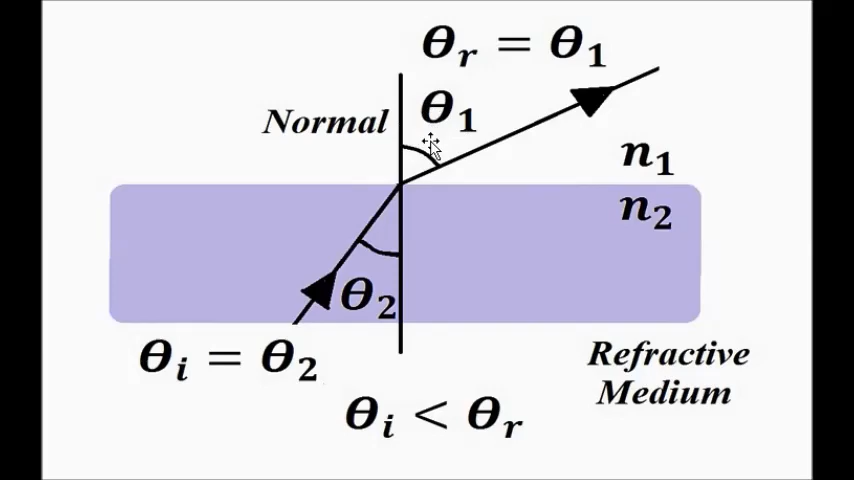 θr = θ1
Normal
θ1
n1
n2
θ2
θi = θ2
Refractive
Medium
θi < θr